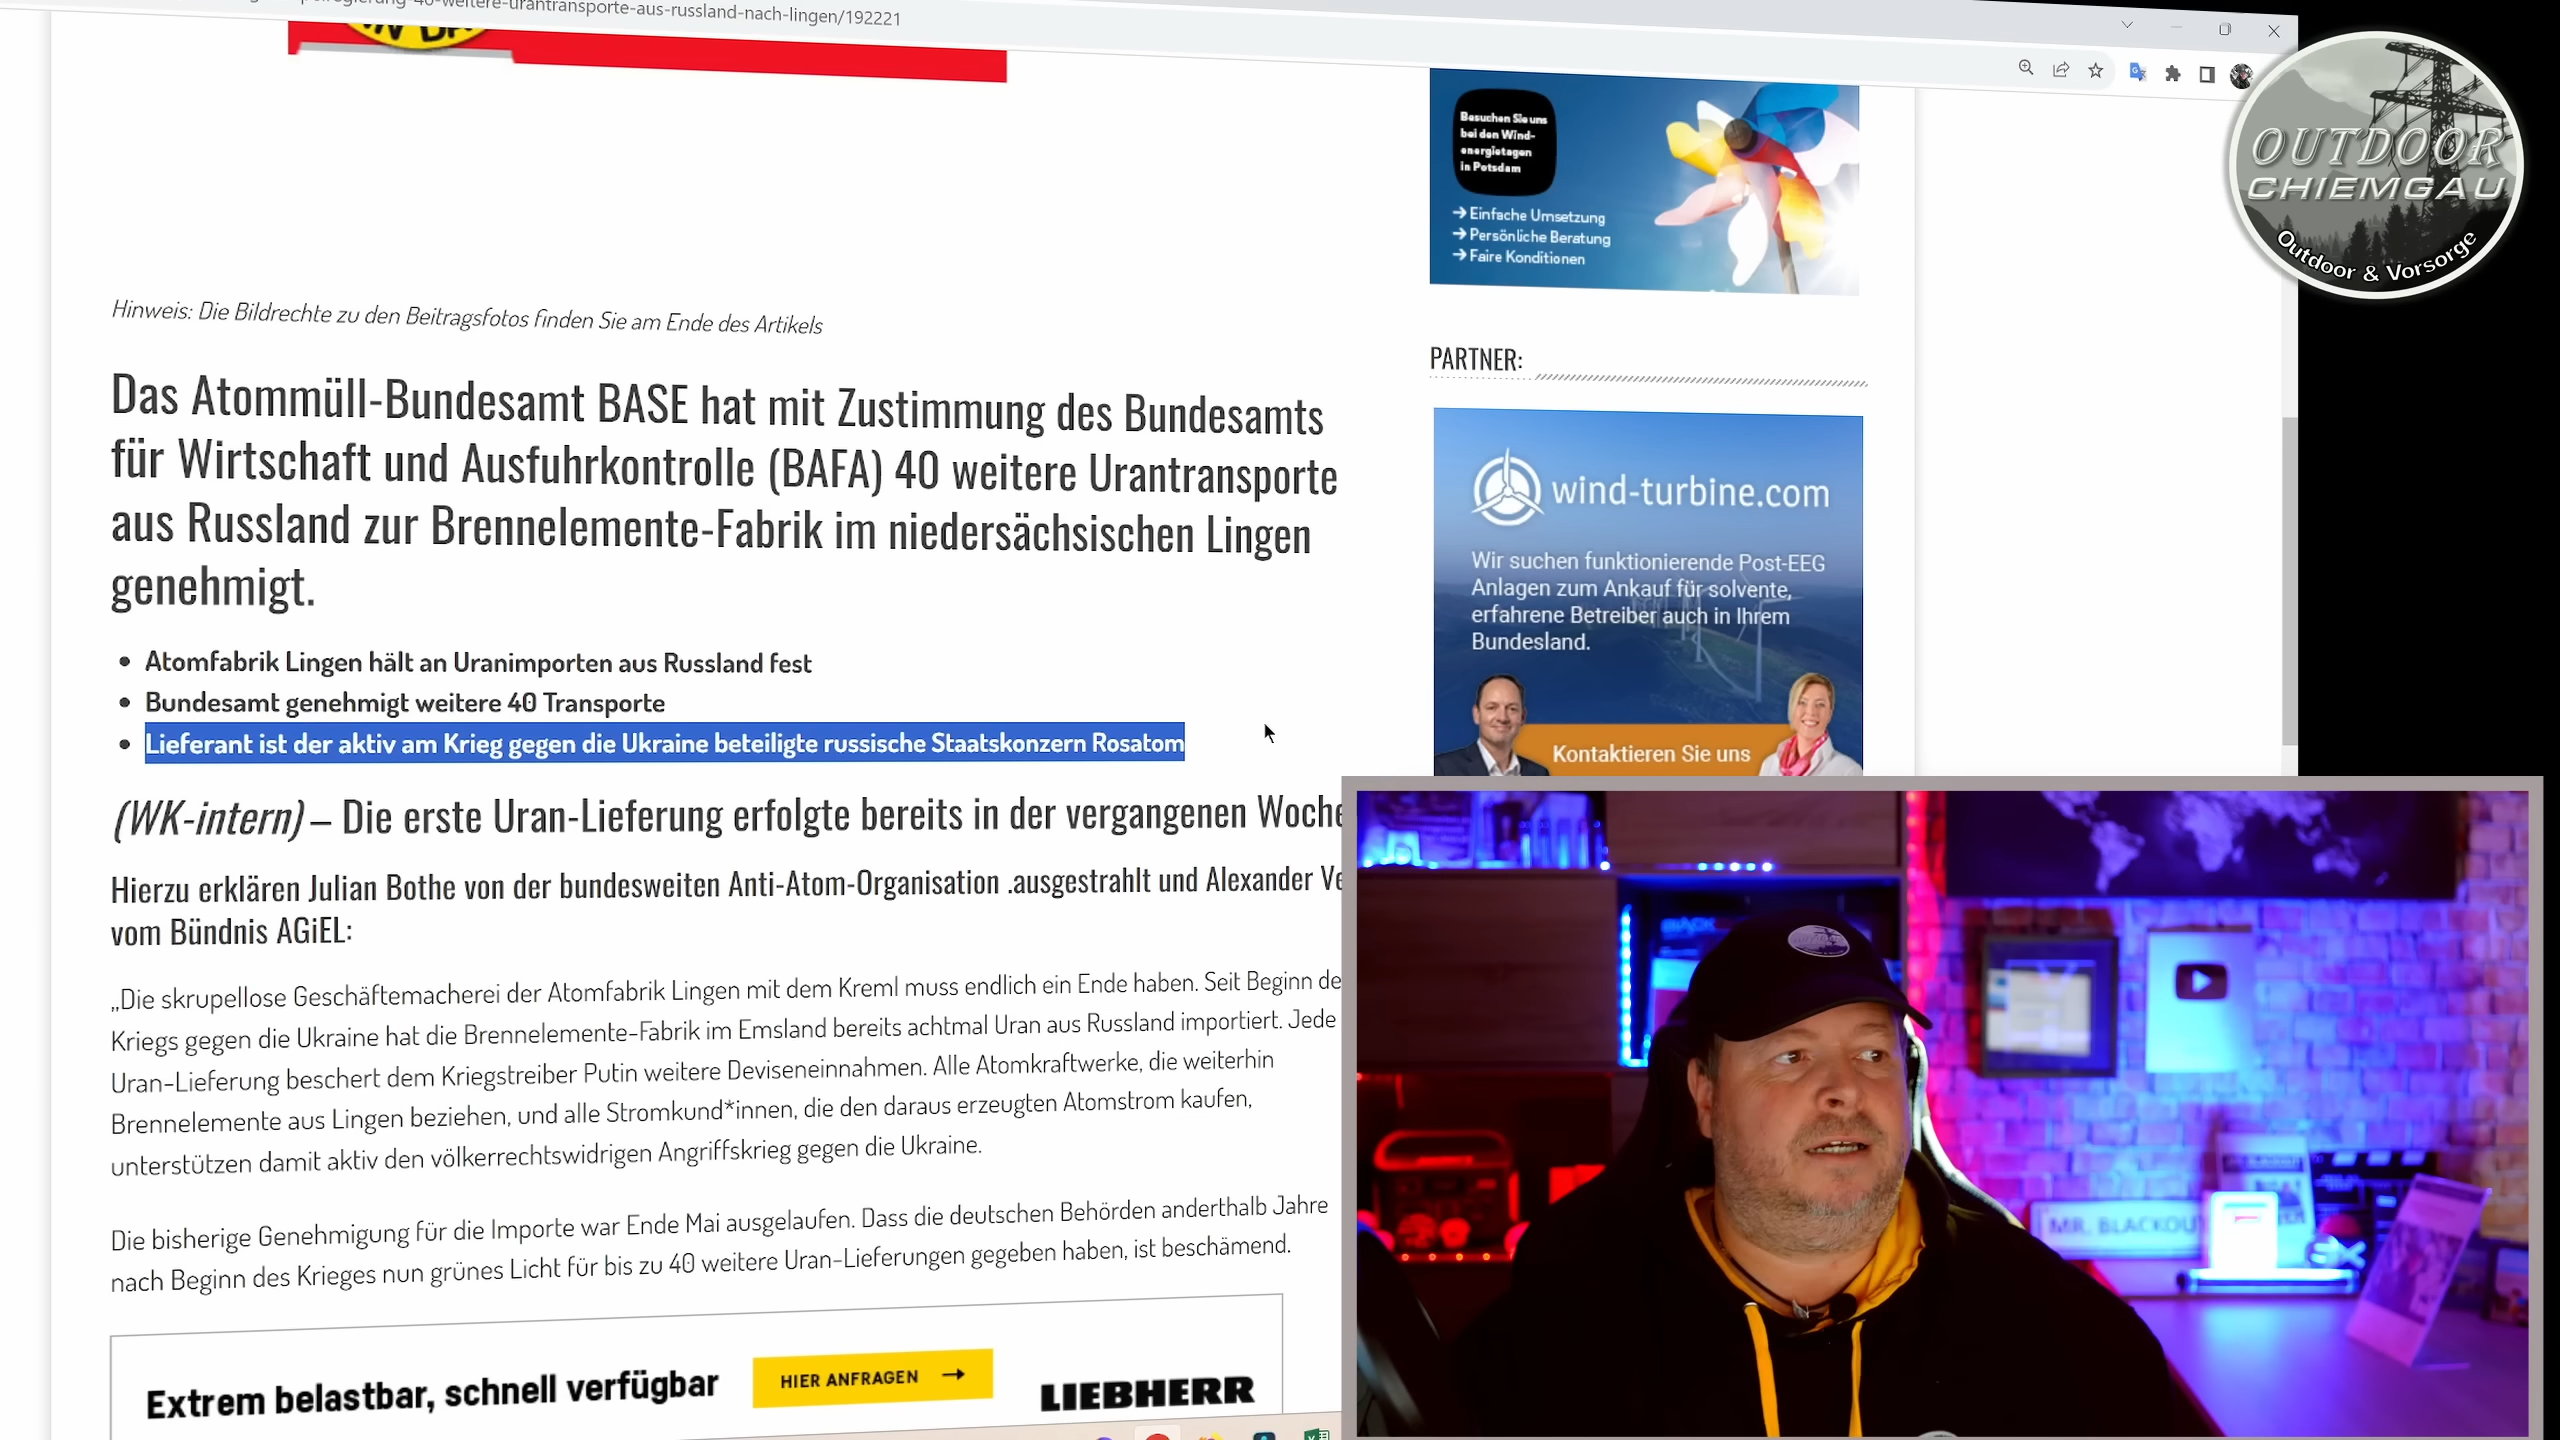 40-weitere-urantransporte-aus-russland-nach-lingen/192221
Besuchen Sie uns
bei den Wind-
energietagen
in Potsdam
→ Einfache Umsetzung
→ Persönliche Beratung
→ Faire Konditionen
OUTDOOR
CHIEMGAU
Outdoor & Vorsorge
Hinweis: Die Bildrechte zu den Beitragsfotos finden Sie am Ende des Artikels
PARTNER:
Das Atommüll-Bundesamt BASE hat mit Zustimmung des Bundesamts
für Wirtschaft und Ausfuhrkontrolle (BAFA) 40 weitere Urantransporte
aus Russland zur Brennelemente-Fabrik im niedersächsischen Lingen
genehmigt.
wind-turbine.com
Wir suchen funktionierende Post-EEG
Anlagen zum Ankauf für solvente,
erfahrene Betreiber auch in Ihrem
Bundesland.
Kontaktieren Sie uns
• Atomfabrik Lingen hält an Uranimporten aus Russland fest
• Bundesamt genehmigt weitere 40 Transporte
• Lieferant ist der aktiv am Krieg gegen die Ukraine beteiligte russische Staatskonzern Rosatom
(WK-intern) – Die erste Uran-Lieferung erfolgte bereits in der vergangenen Woche
Hierzu erklären Julian Bothe von der bundesweiten Anti-Atom-Organisation .ausgestrahlt und Alexander
vom Bündnis AGiEL:
„Die skrupellose Geschäftemacherei der Atomfabrik Lingen mit dem Kreml muss endlich ein Ende haben. Seit Beginn de
Kriegs gegen die Ukraine hat die Brennelemente-Fabrik im Emsland bereits achtmal Uran aus Russland importiert. Jede
Uran-Lieferung beschert dem Kriegstreiber Putin weitere Deviseneinnahmen. Alle Atomkraftwerke, die weiterhin
Brennelemente aus Lingen beziehen, und alle Stromkund*innen, die den daraus erzeugten Atomstrom kaufen,
unterstützen damit aktiv den völkerrechtswidrigen Angriffskrieg gegen die Ukraine.
Die bisherige Genehmigung für die Importe war Ende Mai ausgelaufen. Dass die deutschen Behörden anderthalb Jahre
nach Beginn des Krieges nun grünes Licht für bis zu 40 weitere Uran-Lieferungen gegeben haben, ist beschämend.
Extrem belastbar, schnell verfügbar
HIER ANFRAGEN →
LIEBHERR
MR. BLACKOUT